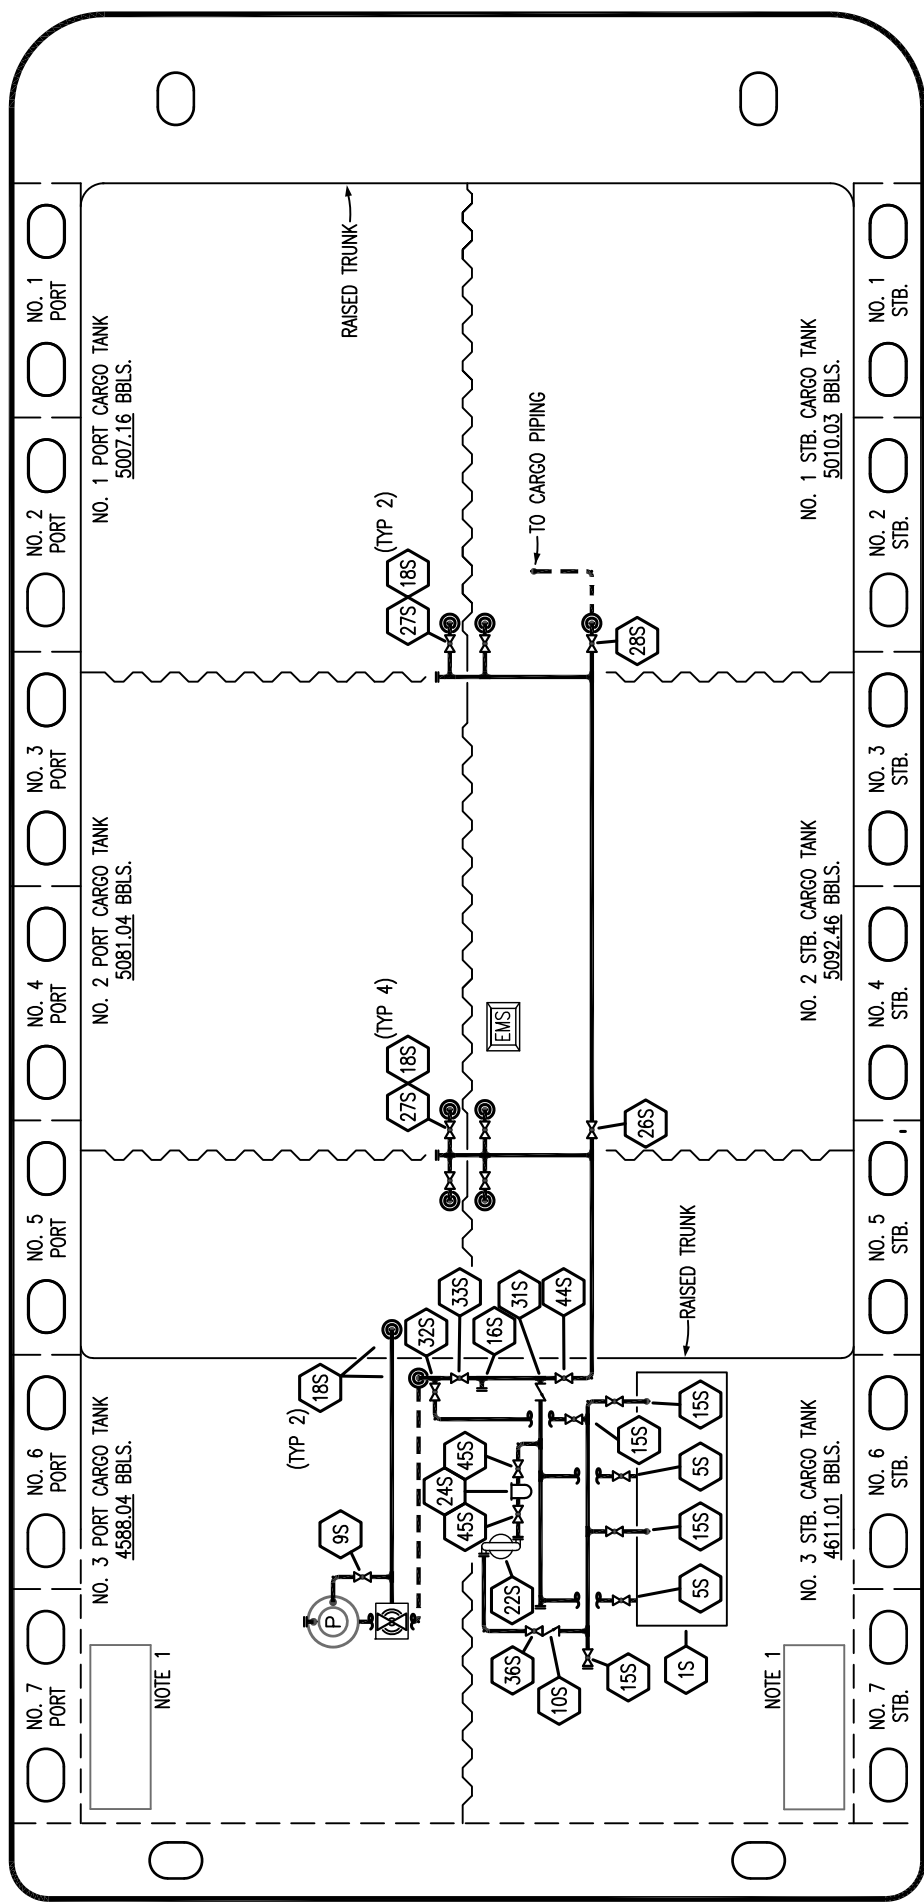 NO. 1
PORT
NO. 2
PORT
NO. 3
PORT
NO. 4
PORT
NO. 5
PORT
NO. 6
PORT
NO. 7
PORT
NO. 1 PORT CARGO TANK
5007.16 BBLS.
NO. 2 PORT CARGO TANK
5081.04 BBLS.
NO. 3 PORT CARGO TANK
4588.04 BBLS.
NOTE 1
RAISED TRUNK
(TYP 2)
27S
18S
(TYP 4)
27S
18S
(TYP 2)
18S
9S
P
32S
33S
16S
31S
44S
45S
24S
45S
22S
36S
10S
EMS
TO CARGO PIPING
28S
26S
RAISED TRUNK
15S
15S
5S
15S
5S
15S
1S
NOTE 1
NO. 1 STB. CARGO TANK
5010.03 BBLS.
NO. 2 STB. CARGO TANK
5092.46 BBLS.
NO. 3 STB. CARGO TANK
4611.01 BBLS.
NO. 1
STB.
NO. 2
STB.
NO. 3
STB.
NO. 4
STB.
NO. 5
STB.
NO. 6
STB.
NO. 7
STB.